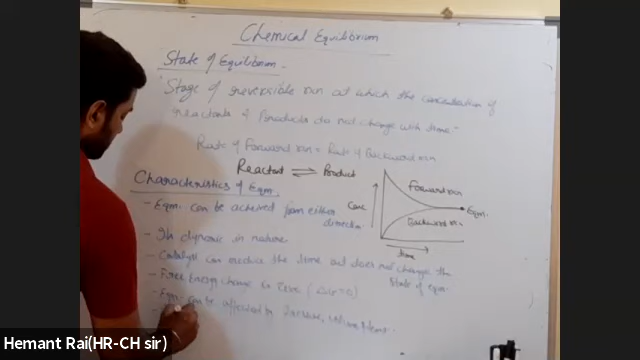 Chemical Equilibrium
State of Equilibrium -
Stage of reversible rxn at which the concentration of
reactants & Products do not change with time -
Rate of Forward rxn = Rate of Backward rxn
Reactant ⇌ Product
Characteristics of Eqm.
- Eqm. can be achieved from either
direction
- It's dynamic in nature
- Catalyst can reduce the time but does not change the
state of eqm.
- Free Energy change is zero (ΔG=0)
- Eqm. can be affected by Pressure, volume & temp.
Conc
Forward rxn
Backward rxn
Eqm.
time
Hemant Rai(HR-CH sir)